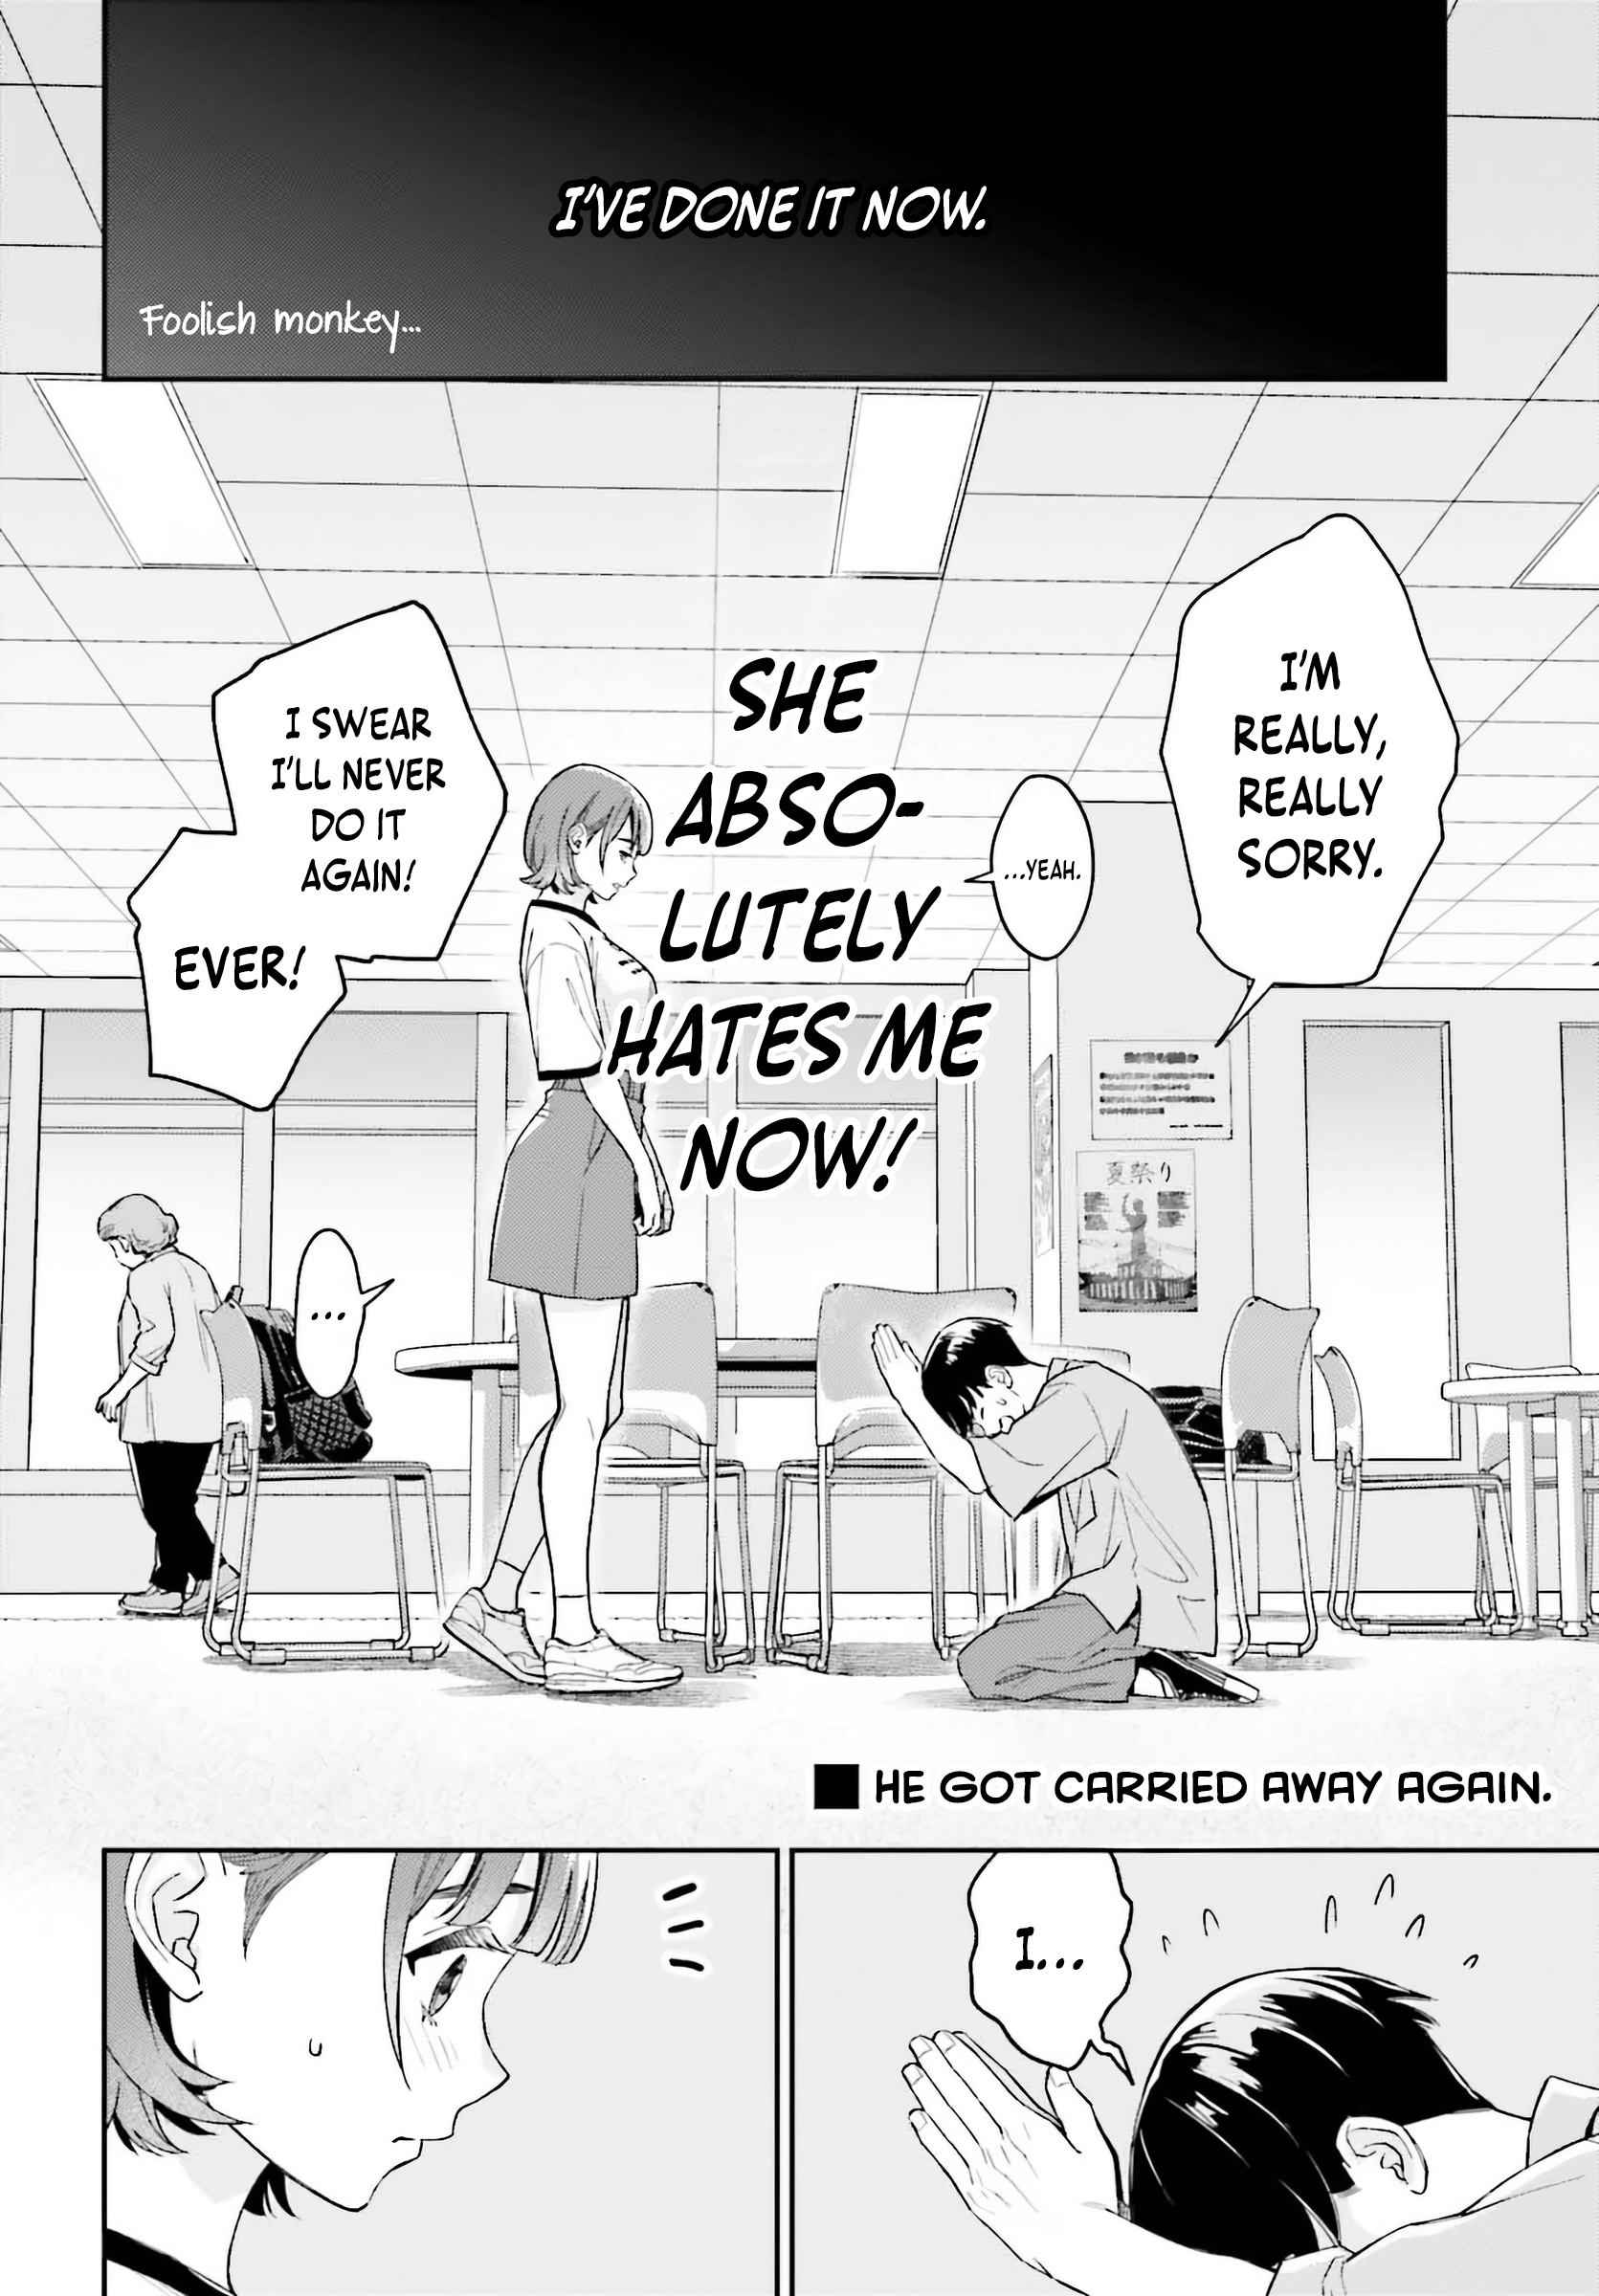 I'VE DONE IT NOW.
Foolish monkey...
I'M
REALLY,
REALLY
SORRY.
...YEAH.
SHE
ABSO-
LUTELY
HATES ME
NOW!
I SWEAR
I'LL NEVER
DO IT
AGAIN!
EVER!
...
夏祭り
HE GOT CARRIED AWAY AGAIN.
I...